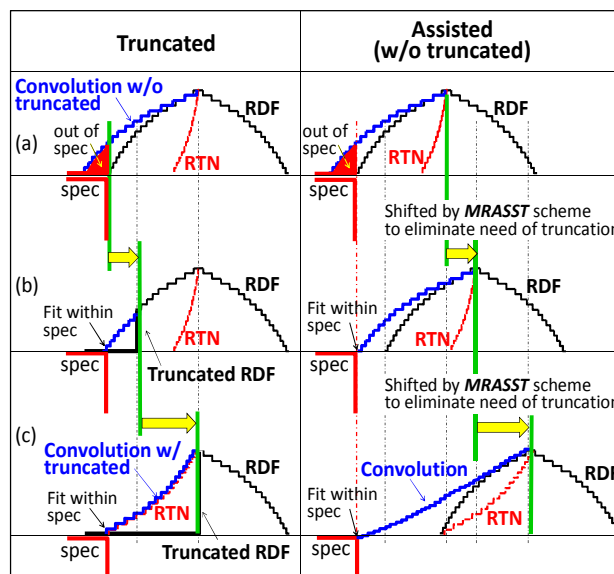 Truncated
Assisted
(w/o truncated)
Convolution w/o
truncated
RDF
(a)
out of
spec
RTN
spec
RDF
out of
spec
RTN
spec
Shifted by MRASST scheme
to eliminate need of truncation
(b)
RDF
Fit within
spec
RTN
spec
Truncated RDF
RDF
Fit within
spec
RTN
spec
Shifted by MRASST scheme
to eliminate need of truncation
(c)
Convolution w/
truncated
RDF
Fit within
spec
RTN
spec
Truncated RDF
Convolution
RDF
Fit within
spec
RTN
spec